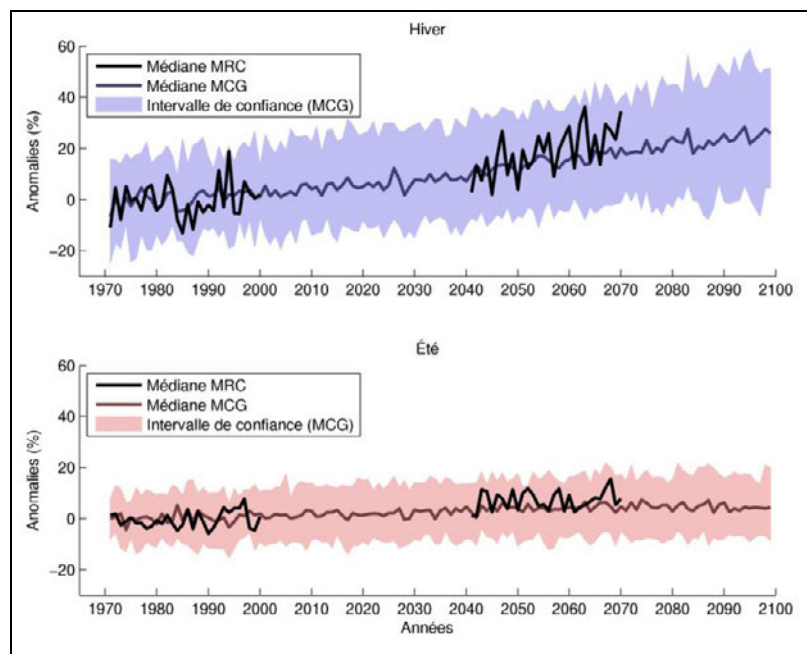 Hiver
60
40
20
0
−20
Anomalies (%)
Médiane MRC
Médiane MCG
Intervalle de confiance (MCG)
1970 1980 1990 2000 2010 2020 2030 2040 2050 2060 2070 2080 2090 2100
Été
60
40
20
0
−20
Anomalies (%)
Médiane MRC
Médiane MCG
Intervalle de confiance (MCG)
1970 1980 1990 2000 2010 2020 2030 2040 2050 2060 2070 2080 2090 2100
Années